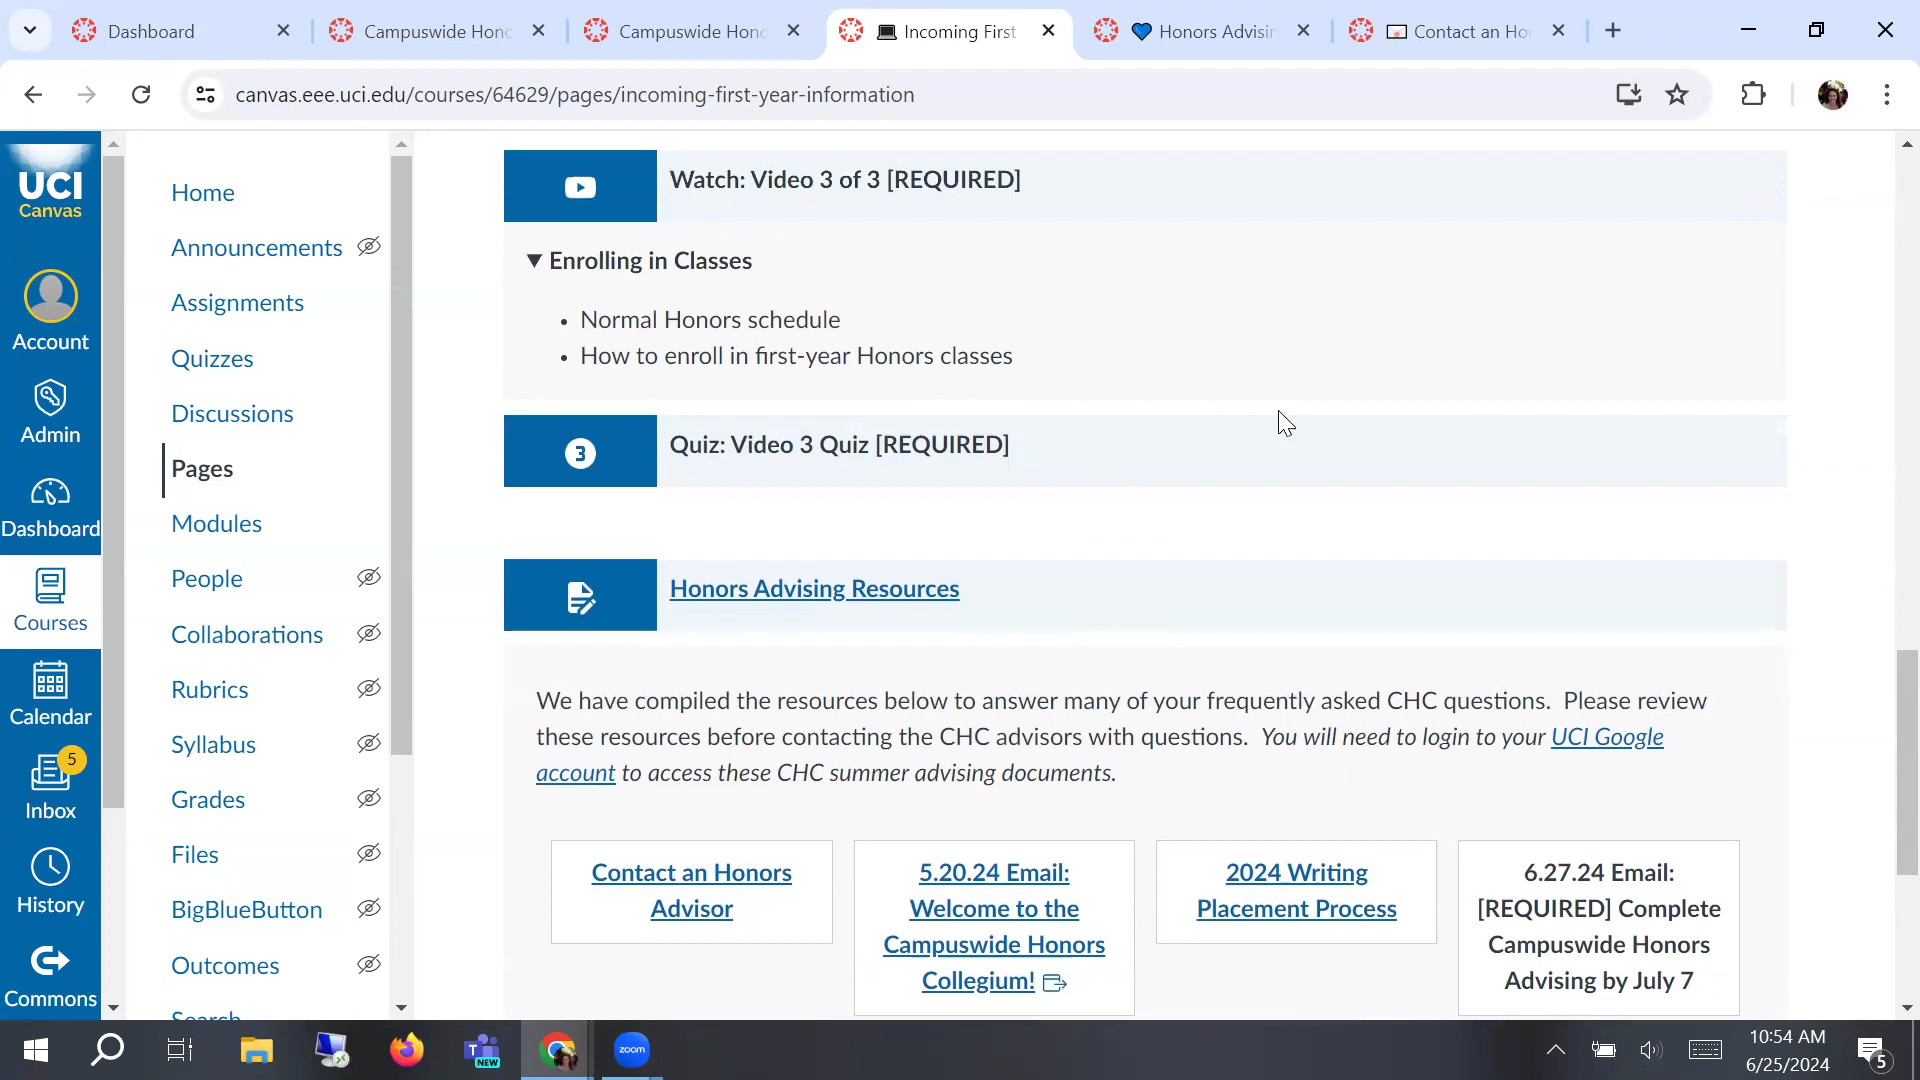 Dashboard
Campuswide Hono
Campuswide Hono
Incoming First
Honors Advisin
Contact an Ho
canvas.eee.uci.edu/courses/64629/pages/incoming-first-year-information
UCI
Canvas
Account
Admin
Dashboard
Courses
Calendar
5
Inbox
History
Commons
Home
Announcements
Assignments
Quizzes
Discussions
Pages
Modules
People
Collaborations
Rubrics
Syllabus
Grades
Files
BigBlueButton
Outcomes
Search
Watch: Video 3 of 3 [REQUIRED]
▼ Enrolling in Classes
• Normal Honors schedule
• How to enroll in first-year Honors classes
3
Quiz: Video 3 Quiz [REQUIRED]
Honors Advising Resources
We have compiled the resources below to answer many of your frequently asked CHC questions. Please review
these resources before contacting the CHC advisors with questions. You will need to login to your UCI Google
account to access these CHC summer advising documents.
Contact an Honors
Advisor
5.20.24 Email:
Welcome to the
Campuswide Honors
Collegium!
2024 Writing
Placement Process
6.27.24 Email:
[REQUIRED] Complete
Campuswide Honors
Advising by July 7
NEW
zoom
10:54 AM
6/25/2024
5